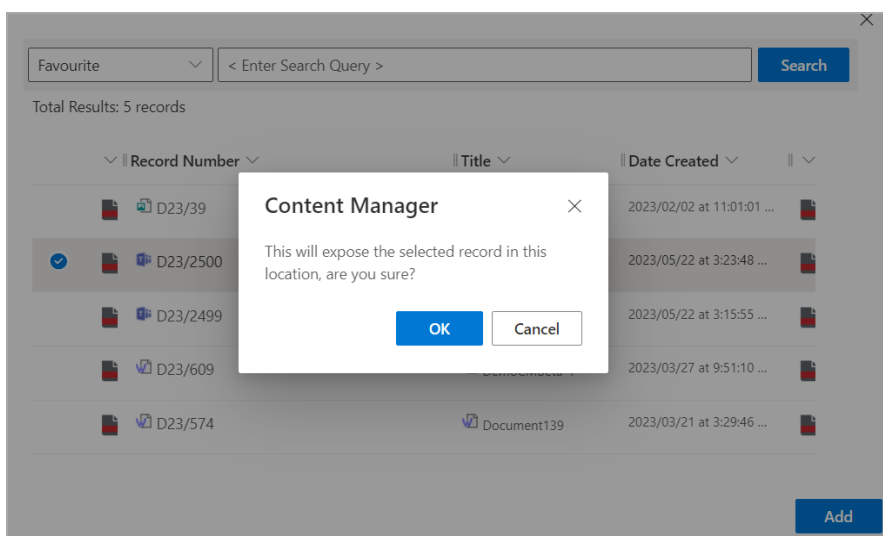 Favourite
< Enter Search Query >
Search
Total Results: 5 records
Record Number
Title
Date Created
D23/39
2023/02/02 at 11:01:01 ...
Content Manager
This will expose the selected record in this
location, are you sure?
OK
Cancel
D23/2500
2023/05/22 at 3:23:48 ...
D23/2499
2023/05/22 at 3:15:55 ...
D23/609
2023/03/27 at 9:51:10 ...
D23/574
Document139
2023/03/21 at 3:29:46 ...
Add